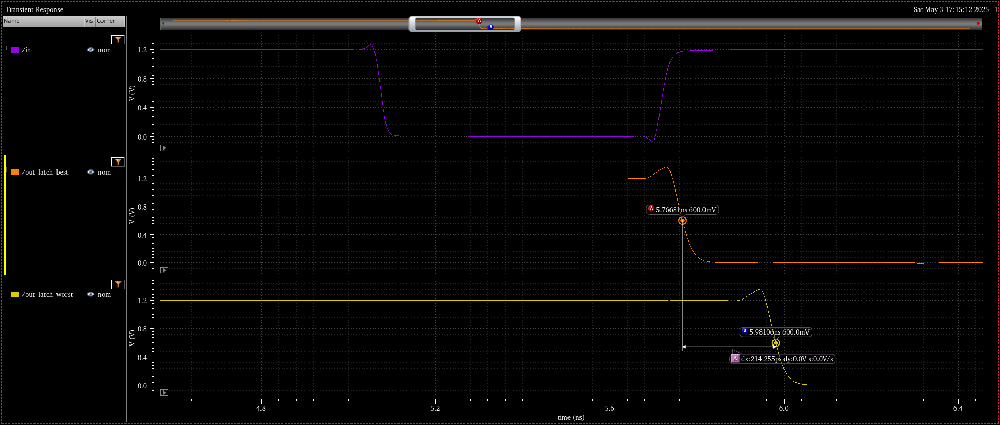 Transient Response
Sat May 3 17:15:12 2025 1
Name Vis Corner
A
B
/in nom
1.2
0.8
0.4
0.0
V (V)
/out_latch_best nom
1.2
0.8
0.4
0.0
V (V)
A 5.76681ns 600.0mV
/out_latch_worst nom
1.2
0.8
0.4
0.0
V (V)
B 5.98106ns 600.0mV
Δ dx:214.255ps dy:0.0V s:0.0V/s
4.8 5.2 5.6 6.0 6.4
time (ns)